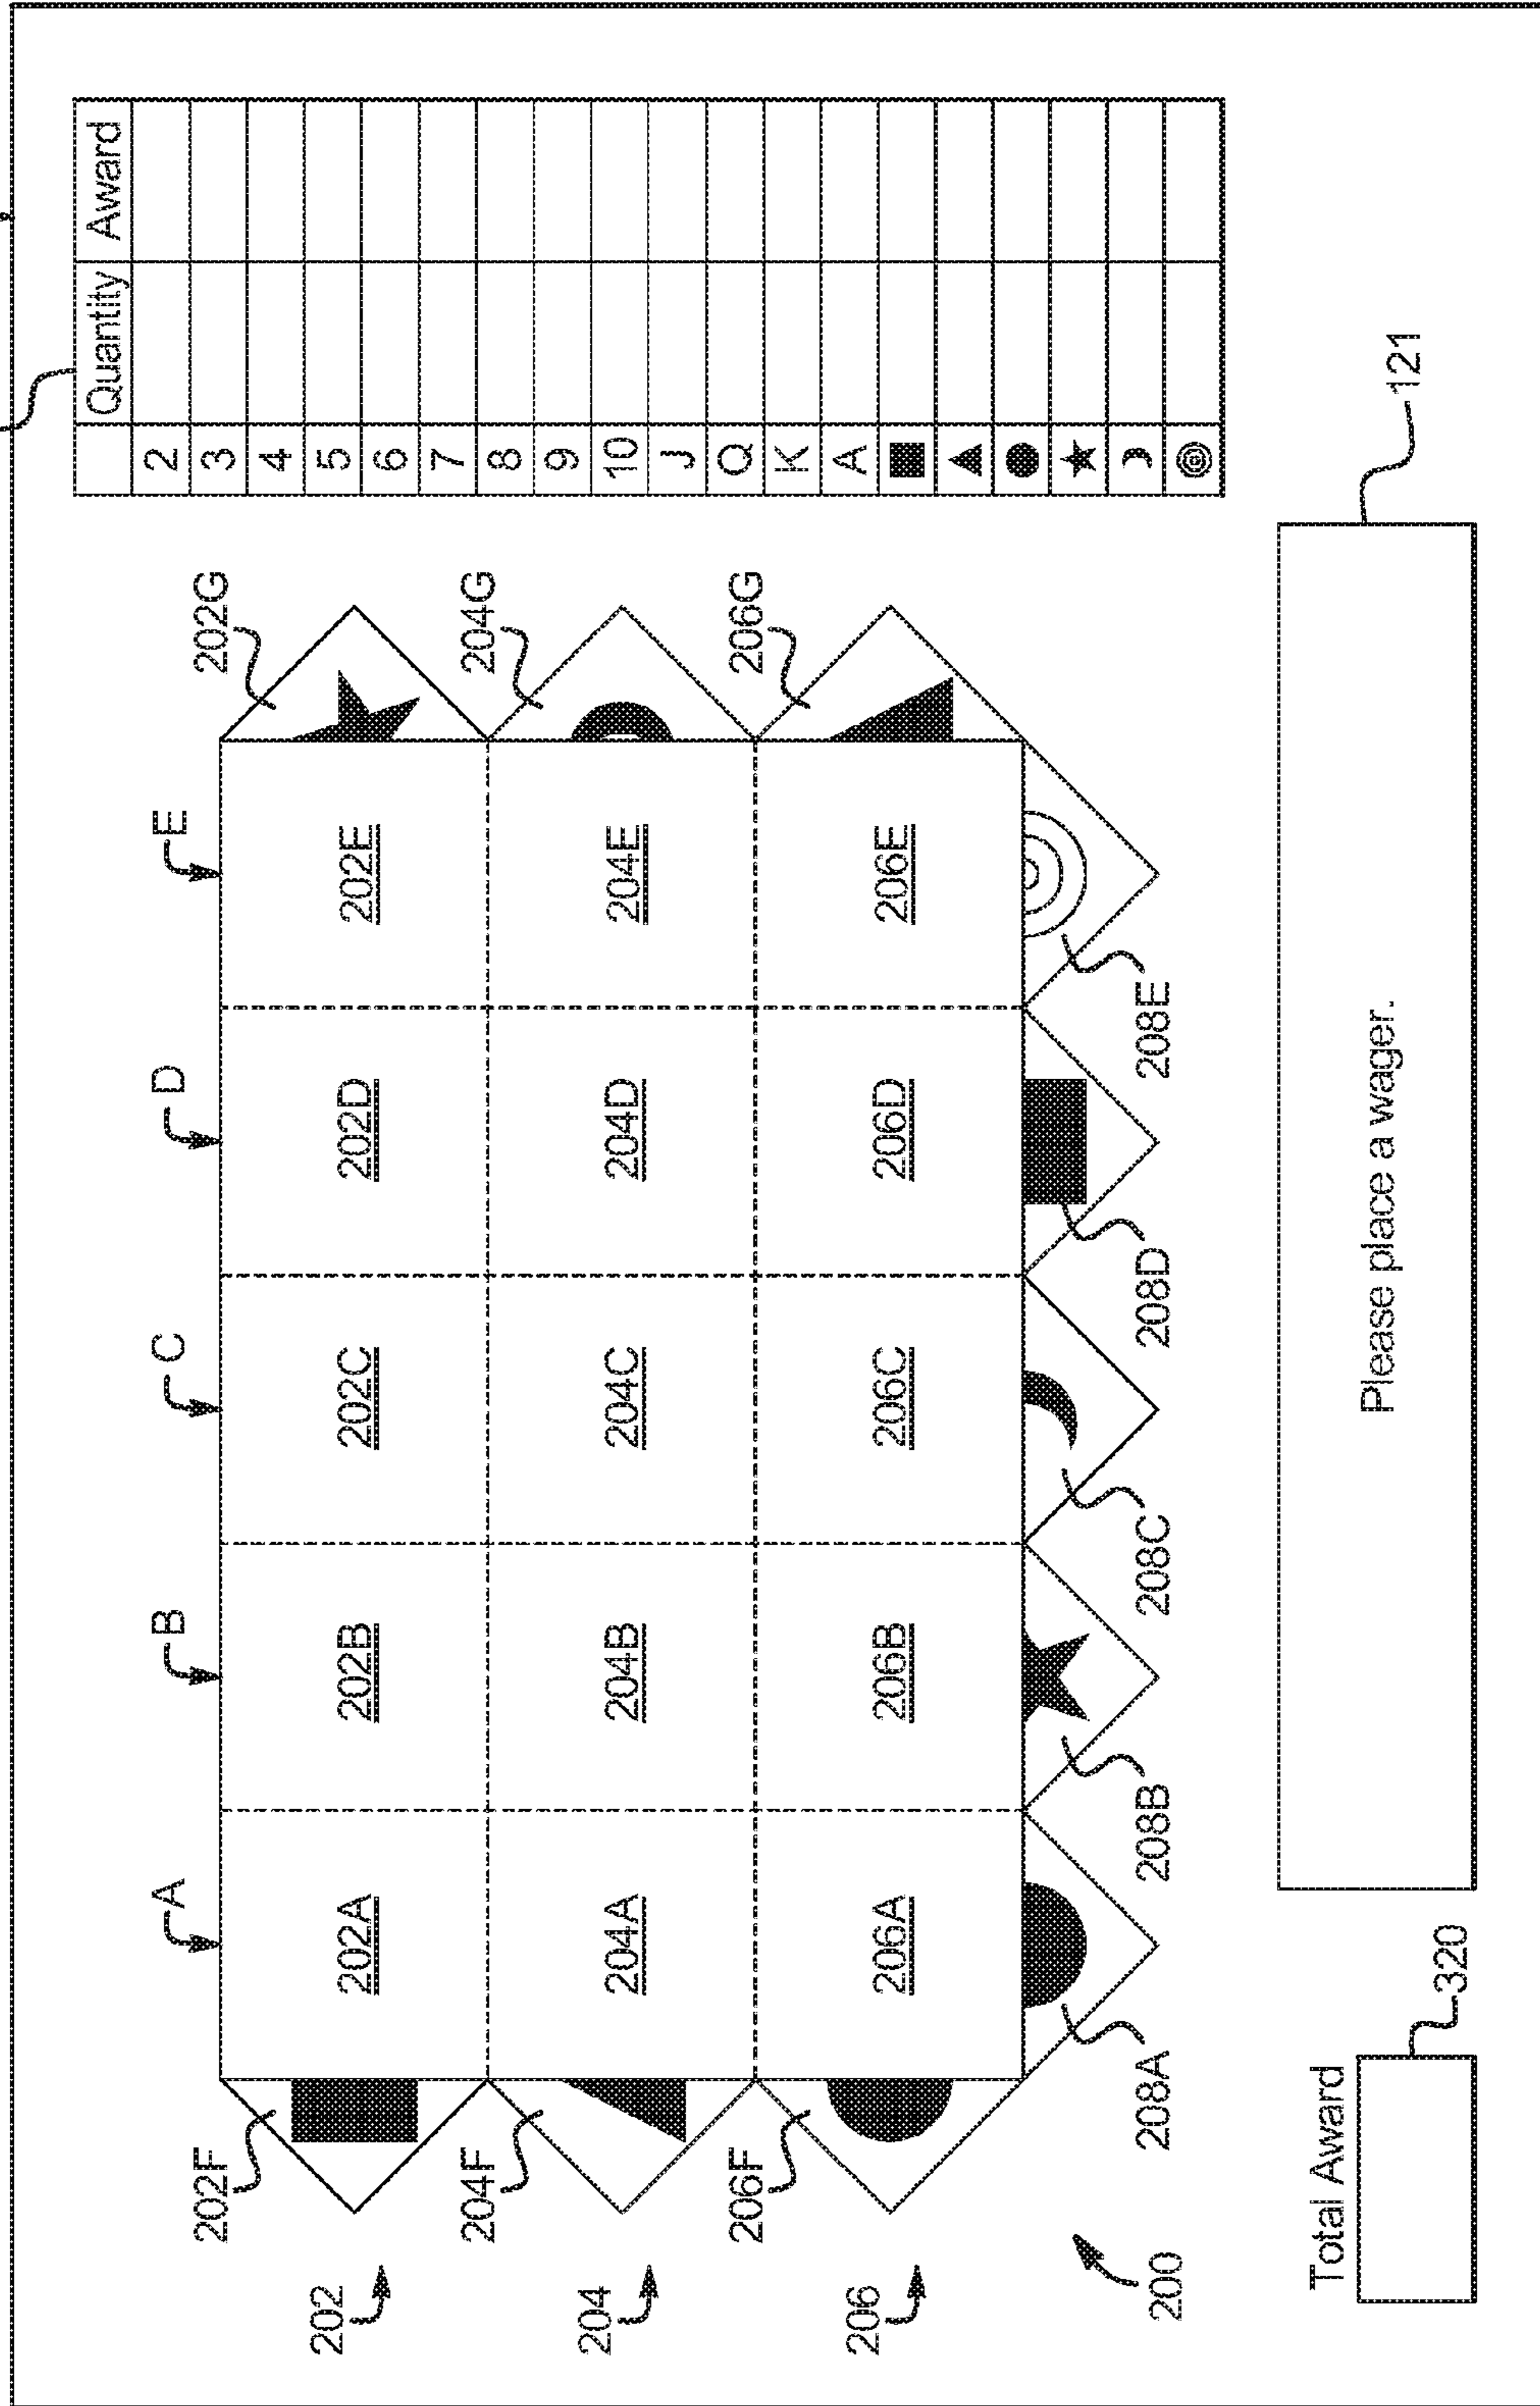 A B C D E
202F 202G
202 202A 202B 202C 202D 202E
204F 204G
204 204A 204B 204C 204D 204E
206F 206G
206 206A 206B 206C 206D 206E
200 208A 208B 208C 208D 208E
Quantity Award
2
3
4
5
6
7
8
9
10
J
Q
K
A
Total Award
320
Please place a wager.
121